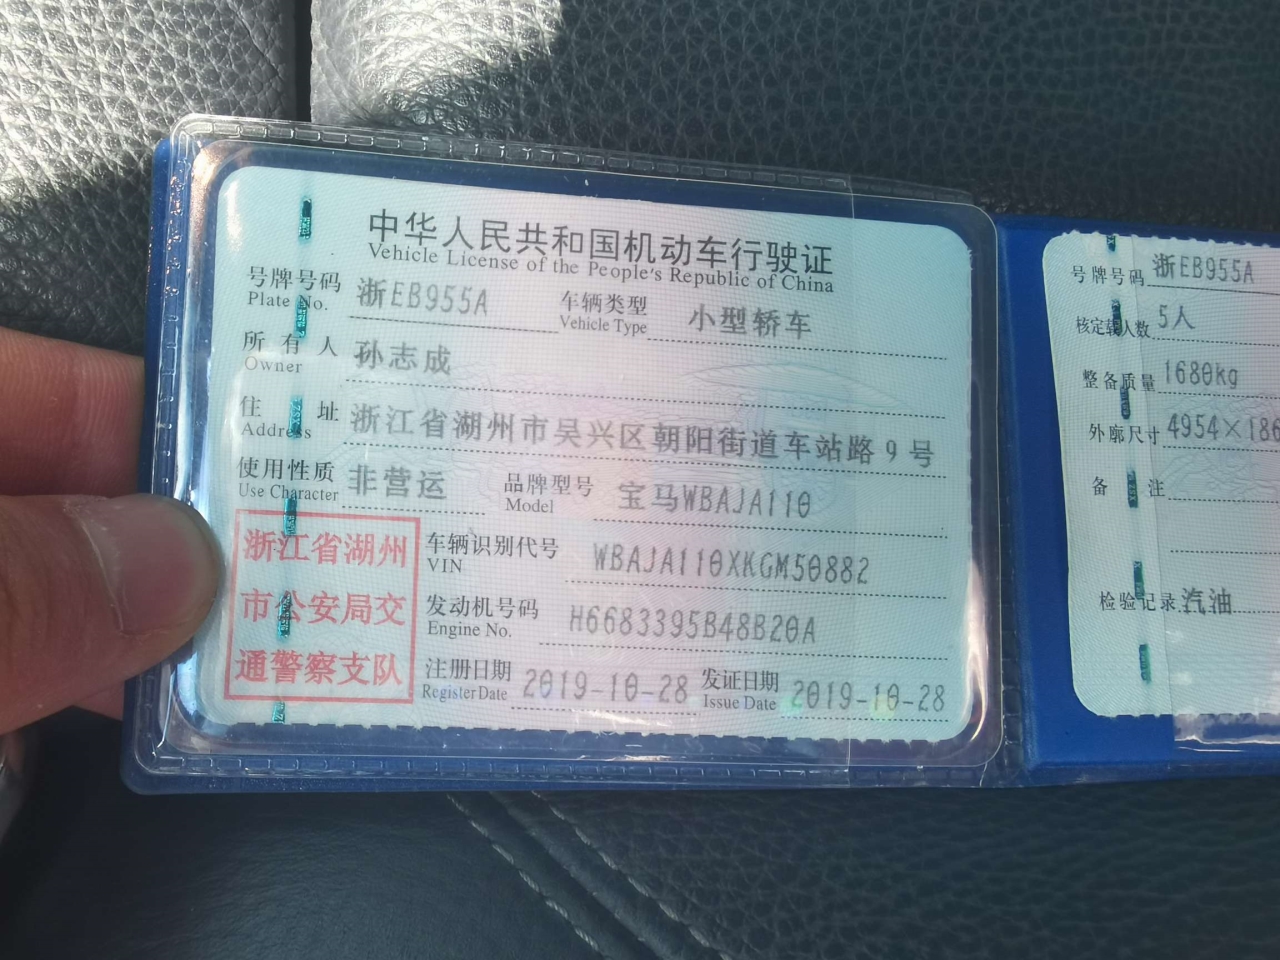 中华人民共和国机动车行驶证
Vehicle License of the People's Republic of China
号牌号码 浙EB955A 车辆类型 小型轿车
Plate No. Vehicle Type
所有人 孙志成
Owner
住址 浙江省湖州市吴兴区朝阳街道车站路9号
Address
使用性质 非营运 品牌型号 宝马WBAJA110
Use Character Model
浙江省湖州
市公安局交
通警察支队
车辆识别代号 WBAJA110XKGM50882
VIN
发动机号码 H6683395B48B20A
Engine No.
注册日期 2019-10-28 发证日期 2019-10-28
Register Date Issue Date
号牌号码 浙EB955A
核定载人数 5人
整备质量 1680kg
外廓尺寸 4954×186
备注
检验记录 汽油